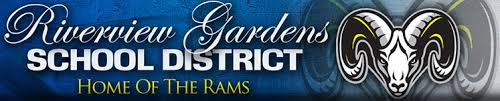 Riverview Gardens
SCHOOL DISTRICT
HOME OF THE RAMS